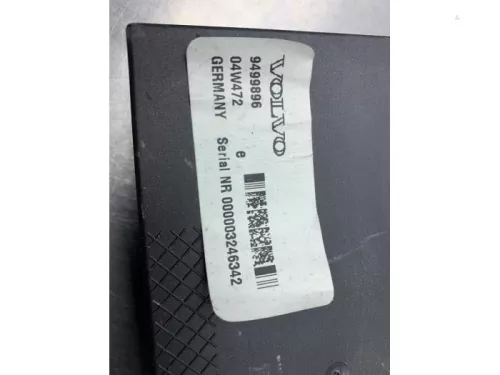 VOLVO
9499896
04W472 e
GERMANY Serial NR 000003246342